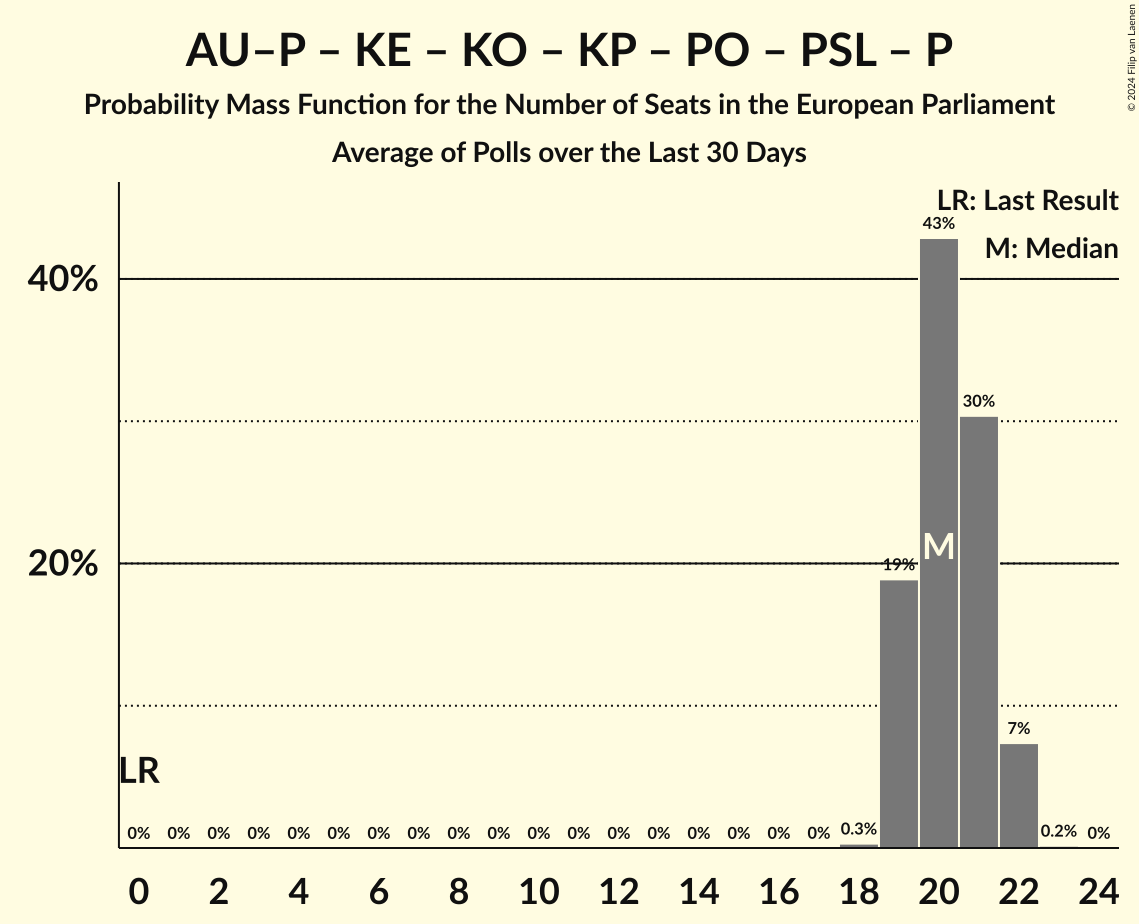 AU–P – KE – KO – KP – PO – PSL – P
Probability Mass Function for the Number of Seats in the European Parliament
Average of Polls over the Last 30 Days
© 2024 Filip van Laenen
LR: Last Result
M: Median
43%
40%
30%
M
20%
19%
7%
LR
0% 0% 0% 0% 0% 0% 0% 0% 0% 0% 0% 0% 0% 0% 0% 0% 0% 0% 0.3% 0.2% 0%
0 2 4 6 8 10 12 14 16 18 20 22 24